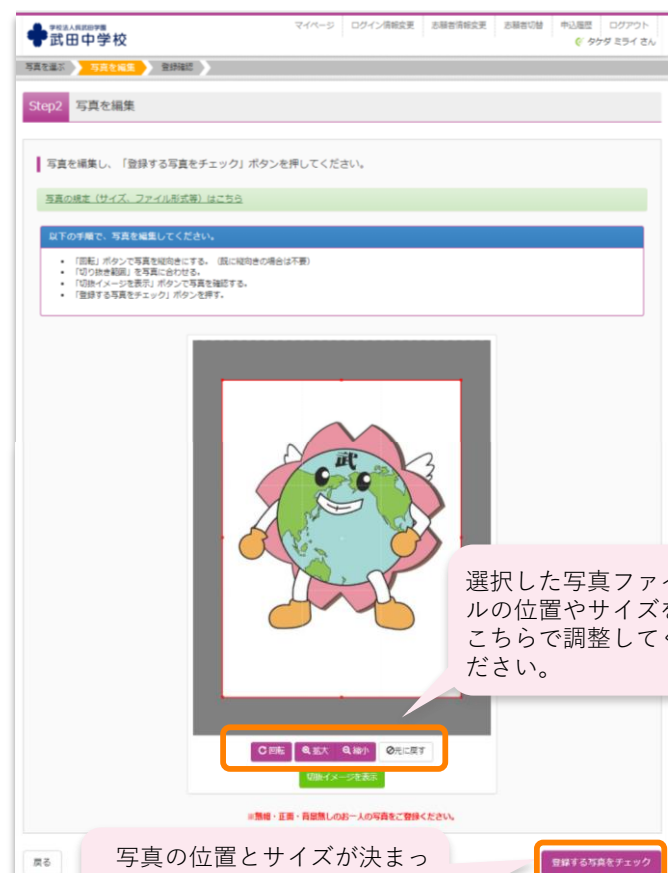 学校法人武田学園
武田中学校
マイページ ログイン情報変更 志願者情報変更 志願者切替 申込履歴 ログアウト
タケダ ミライ さん
写真を選ぶ 写真を編集 登録確認
Step2 写真を編集
写真を編集し、「登録する写真をチェック」ボタンを押してください。
写真の規定（サイズ、ファイル形式等）はこちら
以下の手順で、写真を編集してください。
• 「回転」ボタンで写真を縦向きにする。（既に縦向きの場合は不要）
• 「切り抜き範囲」を写真に合わせる。
• 「切抜イメージを表示」ボタンで写真を確認する。
• 「登録する写真をチェック」ボタンを押す。
武
選択した写真ファイ
ルの位置やサイズを
こちらで調整してく
ださい。
回転 拡大 縮小 元に戻す
切抜イメージを表示
※無帽・正面・背景無しのお一人の写真をご登録ください。
戻る
写真の位置とサイズが決まっ
登録する写真をチェック